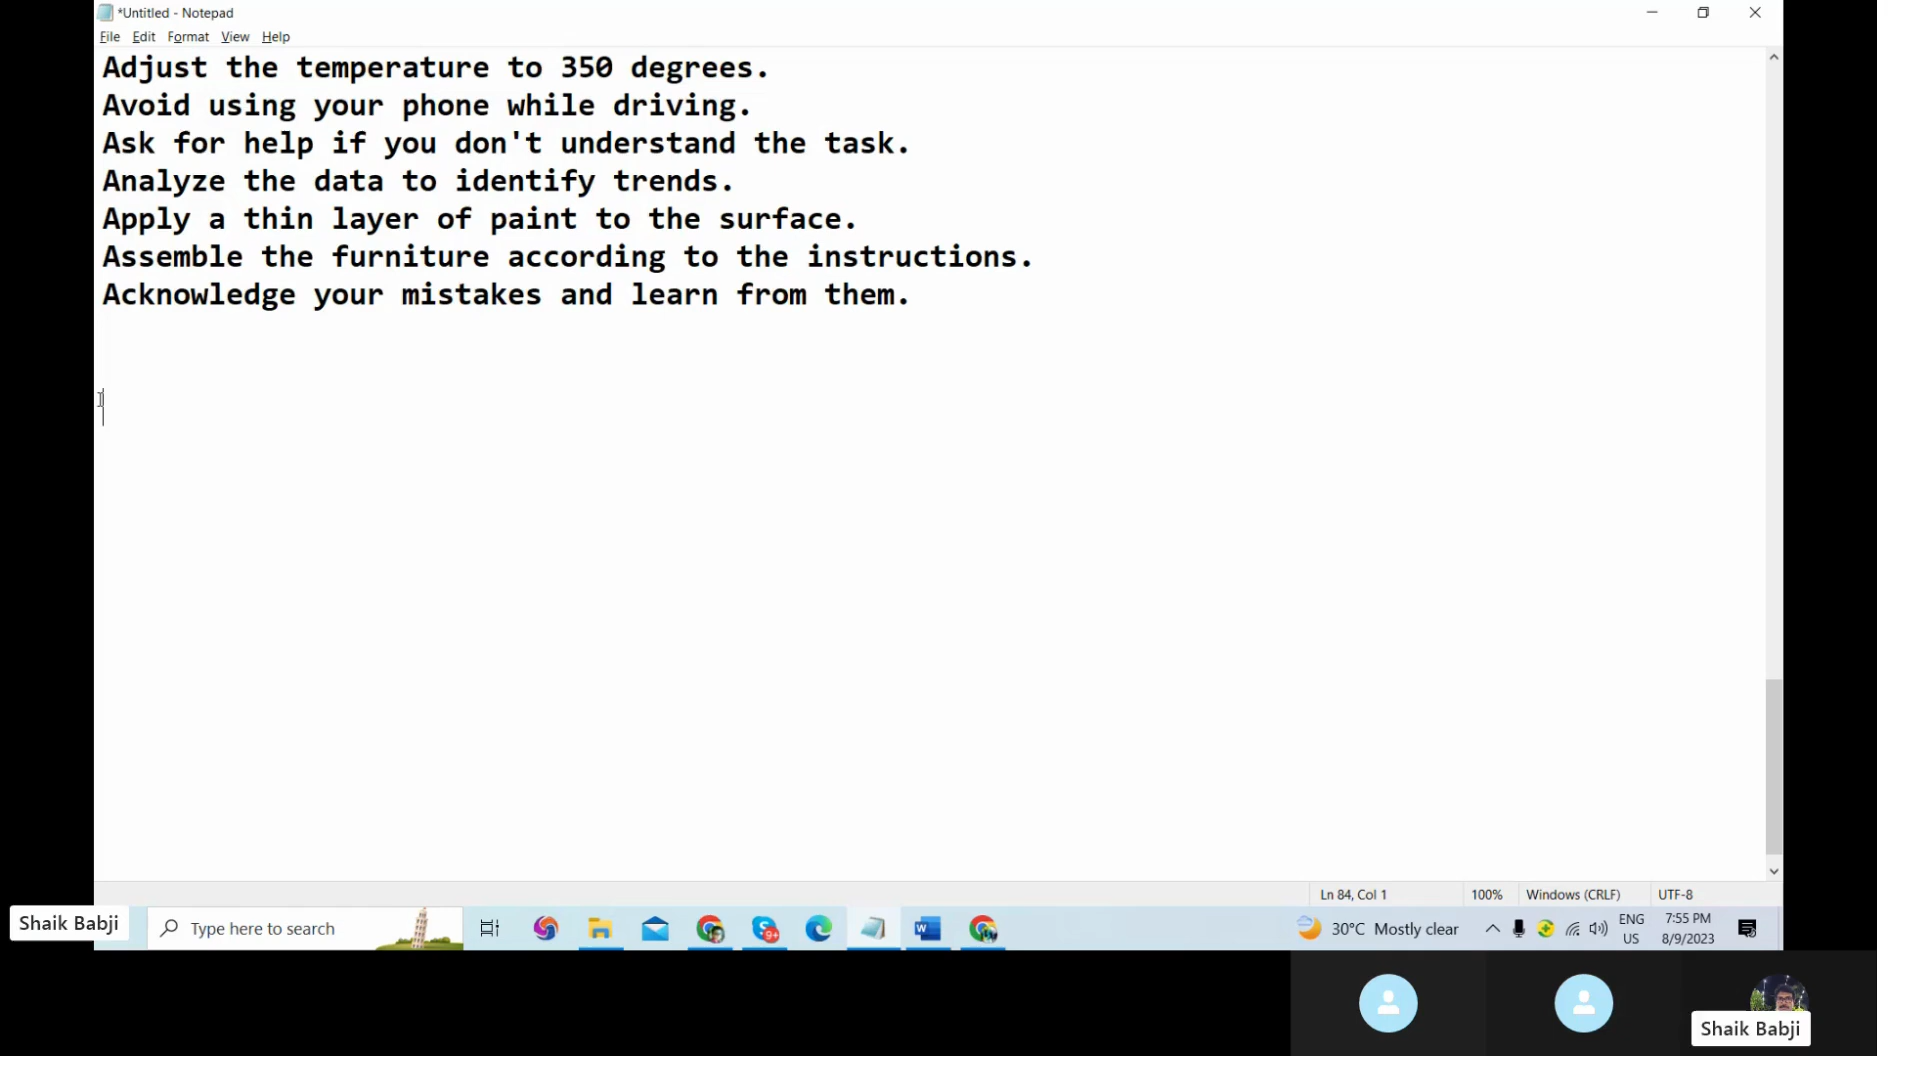 *Untitled - Notepad
File Edit Format View Help
Adjust the temperature to 350 degrees.
Avoid using your phone while driving.
Ask for help if you don't understand the task.
Analyze the data to identify trends.
Apply a thin layer of paint to the surface.
Assemble the furniture according to the instructions.
Acknowledge your mistakes and learn from them.
Ln 84, Col 1 100% Windows (CRLF) UTF-8
Shaik Babji
Type here to search
9+
30°C Mostly clear
ENG
US
7:55 PM
8/9/2023
Shaik Babji